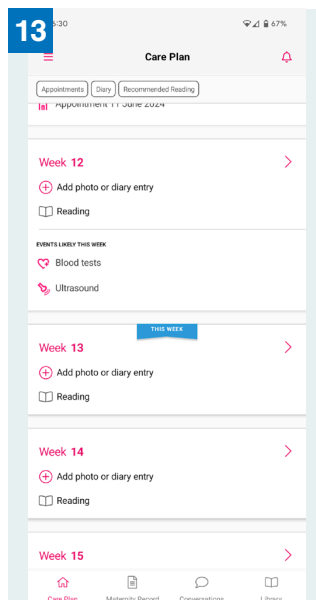 13
5:30
67%
Care Plan
Appointments
Diary
Recommended Reading
Appointment 11 June 2024
Week 12
Add photo or diary entry
Reading
EVENTS LIKELY THIS WEEK
Blood tests
Ultrasound
THIS WEEK
Week 13
Add photo or diary entry
Reading
Week 14
Add photo or diary entry
Reading
Week 15
Care Plan
Maternity Record
Conversations
Library